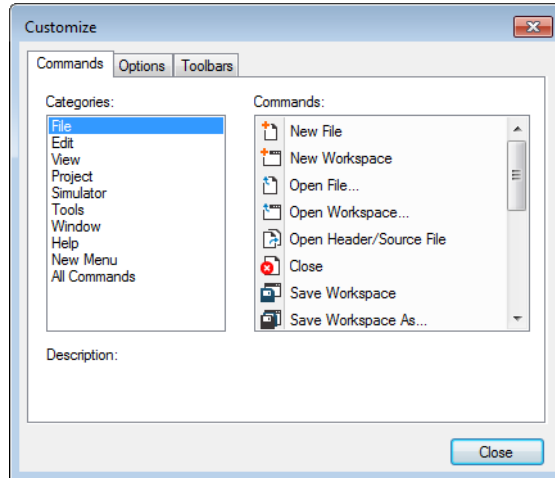 Customize
Commands Options Toolbars
Categories:
File
Edit
View
Project
Simulator
Tools
Window
Help
New Menu
All Commands
Commands:
New File
New Workspace
Open File...
Open Workspace...
Open Header/Source File
Close
Save Workspace
Save Workspace As...
Description:
Close